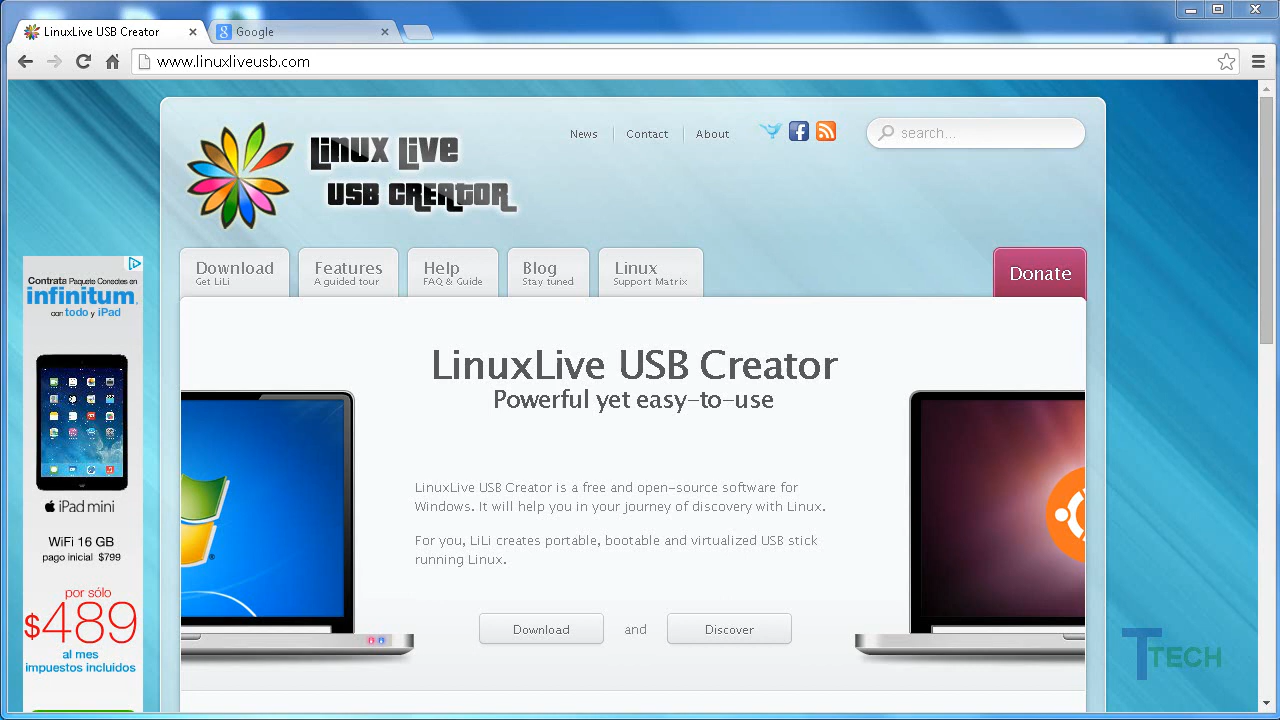 LinuxLive USB Creator
Google
www.linuxliveusb.com
Linux Live
USB Creator
News
Contact
About
search...
Download
Get LiLi
Features
A Guided tour
Help
FAQ & Guide
Blog
Stay tuned
Linux
Support Matrix
Donate
Contrata Paquete Conectes en
infinitum.
con todo y iPad
iPad mini
WiFi 16 GB
pago inicial $799
por sólo
$489
al mes
impuestos incluidos
LinuxLive USB Creator
Powerful yet easy-to-use
LinuxLive USB Creator is a free and open-source software for
Windows. It will help you in your journey of discovery with Linux.
For you, LiLi creates portable, bootable and virtualized USB stick
running Linux.
Download
and
Discover
TTECH